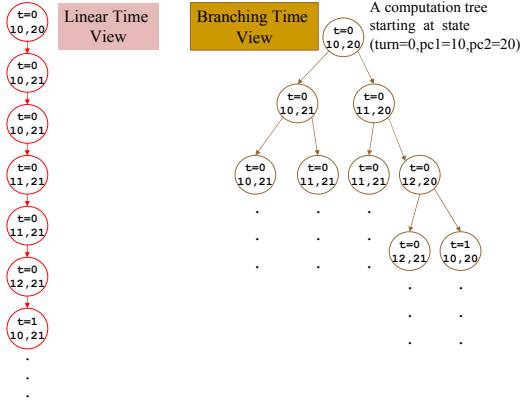 t=0
10,20
t=0
10,21
t=0
10,21
t=0
11,21
t=0
11,21
t=0
12,21
t=1
10,21
.
.
.
Linear Time
View
Branching Time
View
A computation tree
starting at state
(turn=0,pc1=10,pc2=20)
t=0
10,20
t=0
10,21
t=0
11,20
t=0
10,21
t=0
11,21
t=0
11,21
t=0
12,20
.
.
.
.
.
.
.
.
.
t=0
12,21
t=1
10,20
.
.
.
.
.
.